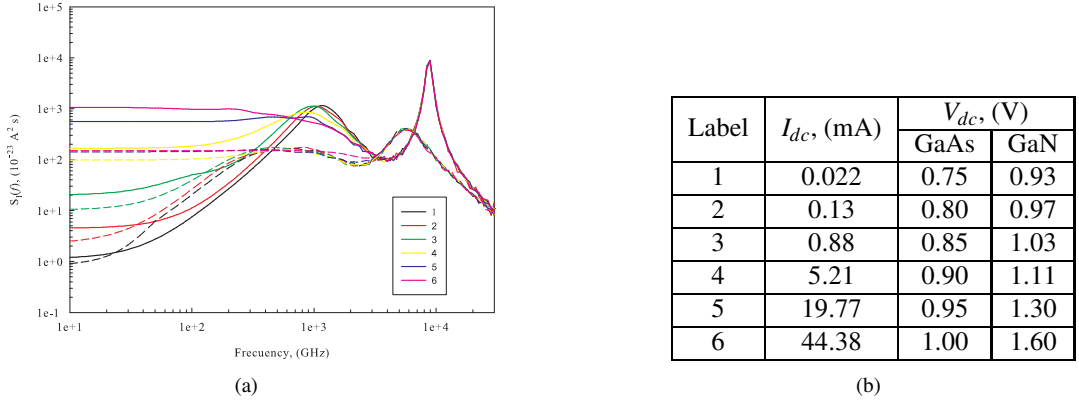 1e+5
1e+4
1e+3
1e+2
1e+1
1e+0
1e-1
S_I(f), (10^-23 A^2 s)
1
2
3
4
5
6
1e+1 1e+2 1e+3 1e+4
Frecuency, (GHz)
(a)
Label I_dc, (mA) V_dc, (V)
GaAs GaN
1 0.022 0.75 0.93
2 0.13 0.80 0.97
3 0.88 0.85 1.03
4 5.21 0.90 1.11
5 19.77 0.95 1.30
6 44.38 1.00 1.60
(b)